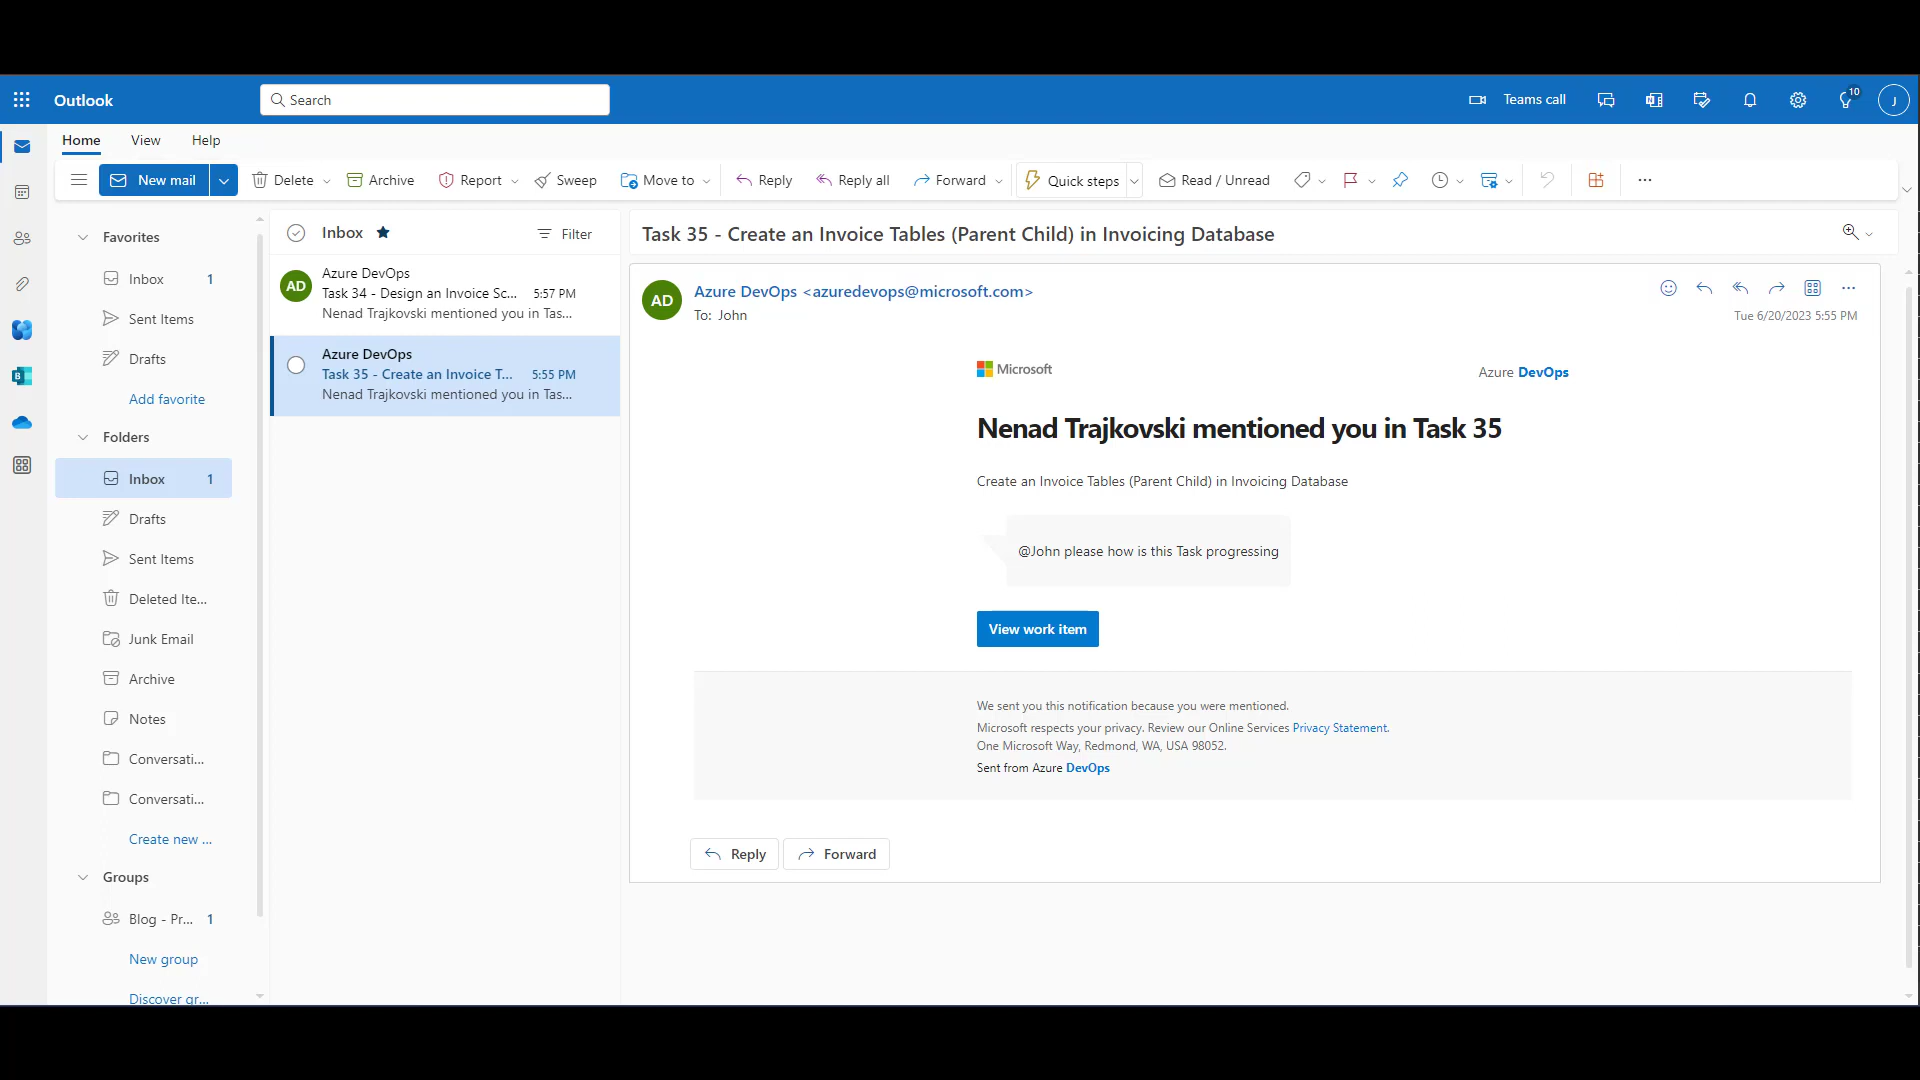 Outlook
Search
Teams call
10
J
Home
View
Help
New mail
Delete
Archive
Report
Sweep
Move to
Reply
Reply all
Forward
Quick steps
Read / Unread
Favorites
Inbox 1
Sent Items
Drafts
Add favorite
Folders
Inbox 1
Drafts
Sent Items
Deleted Ite...
Junk Email
Archive
Notes
Conversati...
Conversati...
Create new ...
Groups
Blog - Pr... 1
New group
Discover gr...
B
Inbox
Filter
AD
Azure DevOps
Task 34 - Design an Invoice Sc... 5:57 PM
Nenad Trajkovski mentioned you in Tas...
Azure DevOps
Task 35 - Create an Invoice T... 5:55 PM
Nenad Trajkovski mentioned you in Tas...
Task 35 - Create an Invoice Tables (Parent Child) in Invoicing Database
AD
Azure DevOps <azuredevops@microsoft.com>
To: John
Tue 6/20/2023 5:55 PM
Microsoft
Azure DevOps
Nenad Trajkovski mentioned you in Task 35
Create an Invoice Tables (Parent Child) in Invoicing Database
@John please how is this Task progressing
View work item
We sent you this notification because you were mentioned.
Microsoft respects your privacy. Review our Online Services Privacy Statement.
One Microsoft Way, Redmond, WA, USA 98052.
Sent from Azure DevOps
Reply
Forward